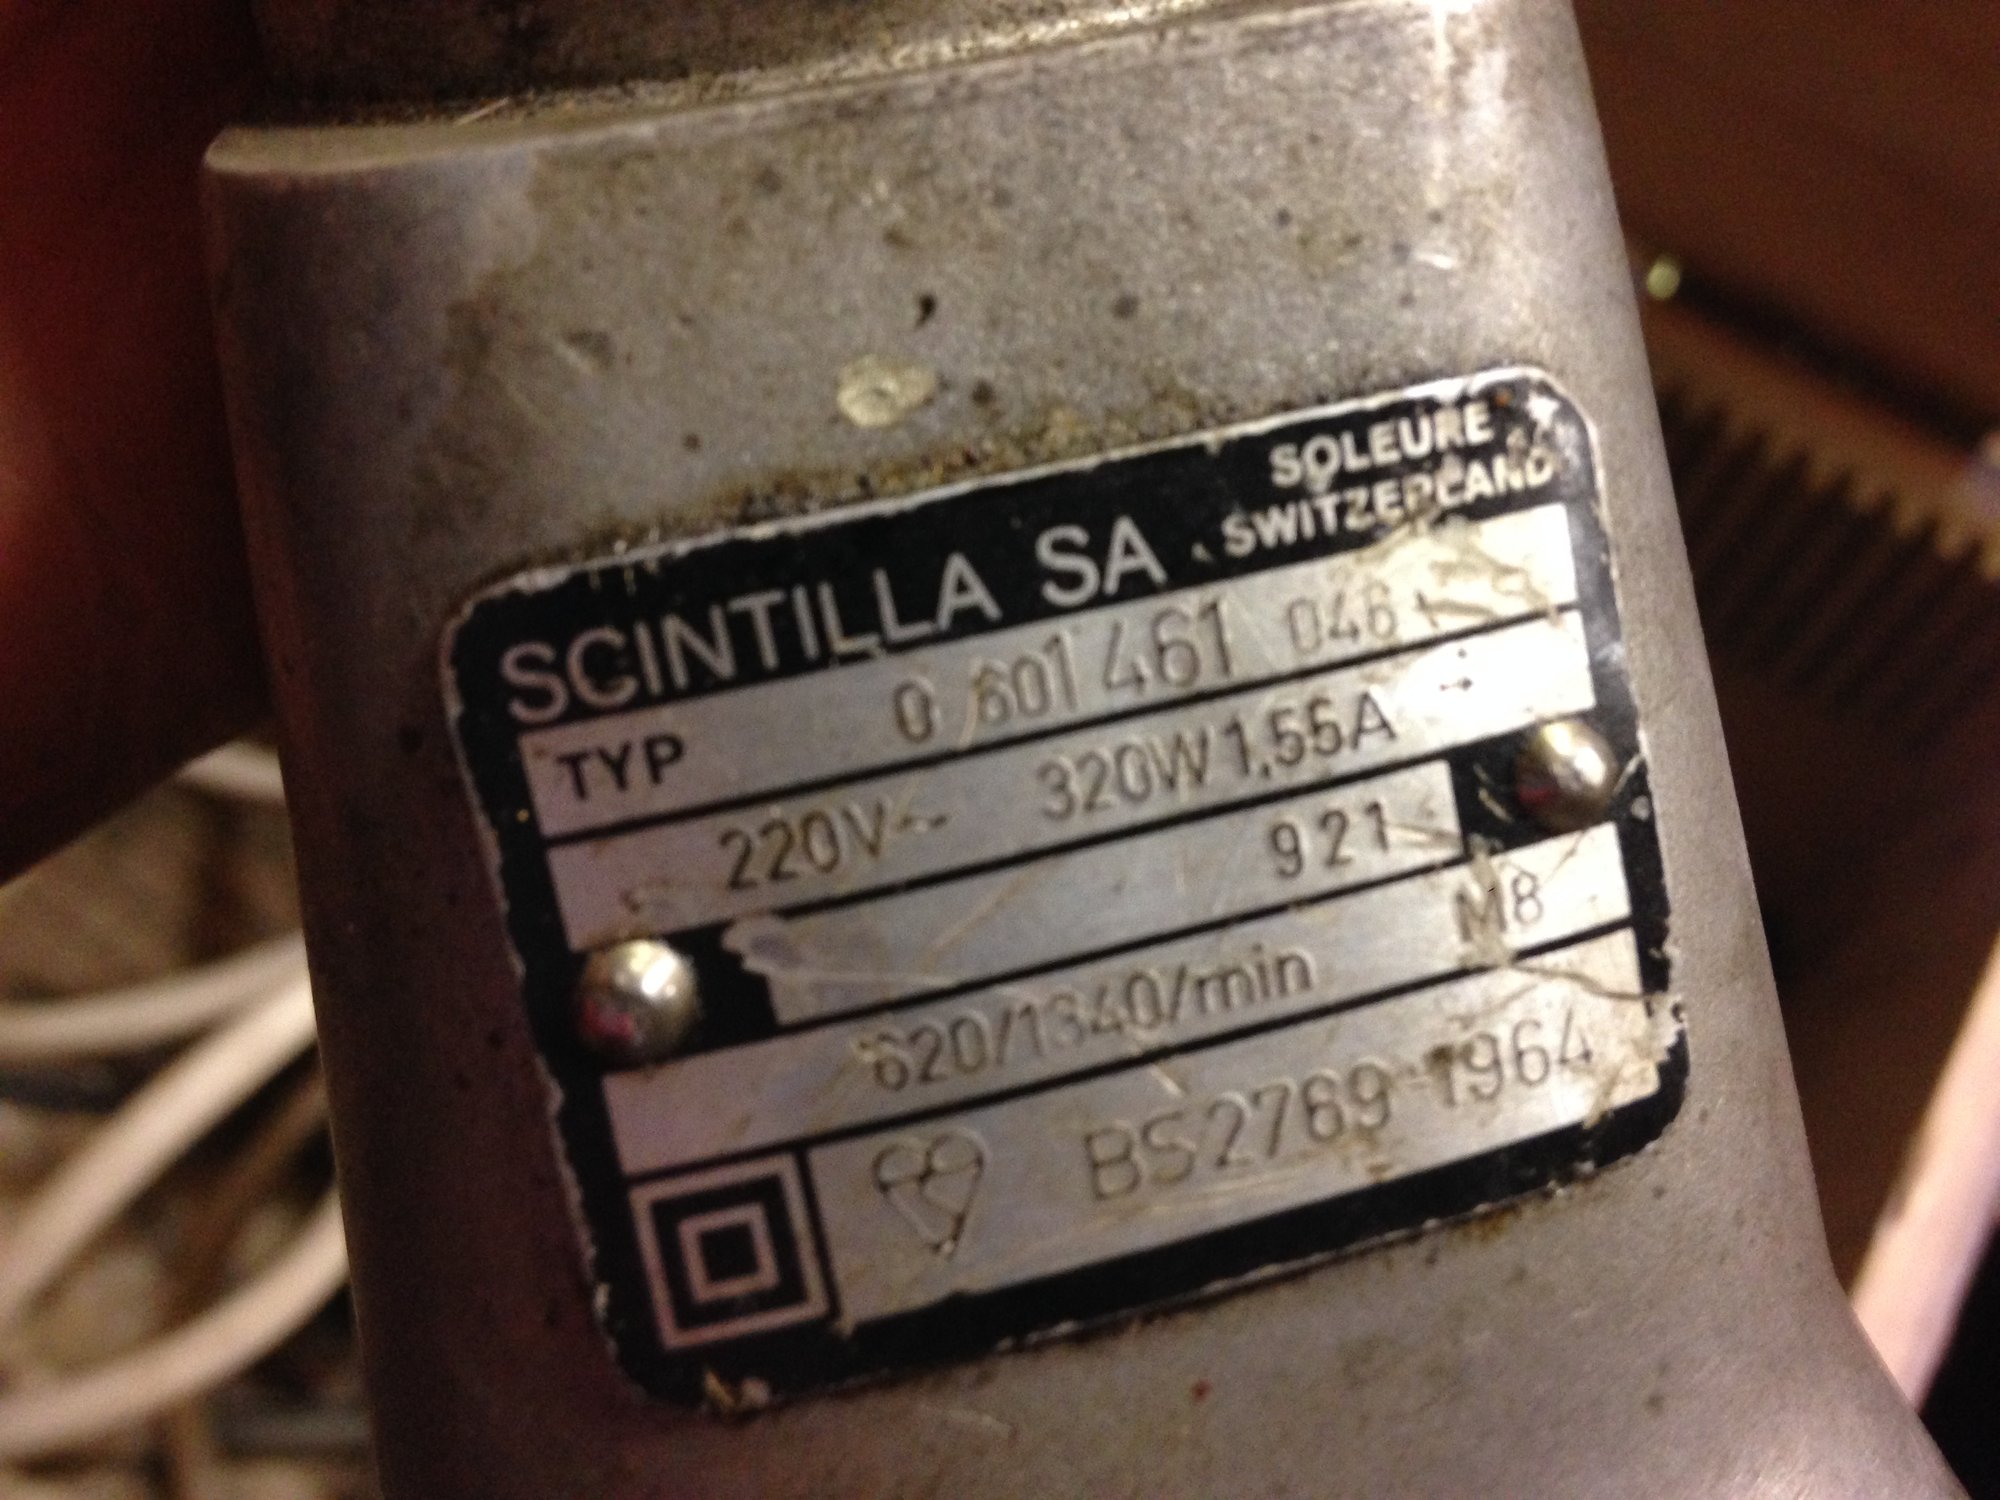 SCINTILLA SA
SOLEURE
SWITZERLAND
TYP 0 601 461 046
220V~ 320W 1,55A
921
620/1340/min M8
BS2769-1964